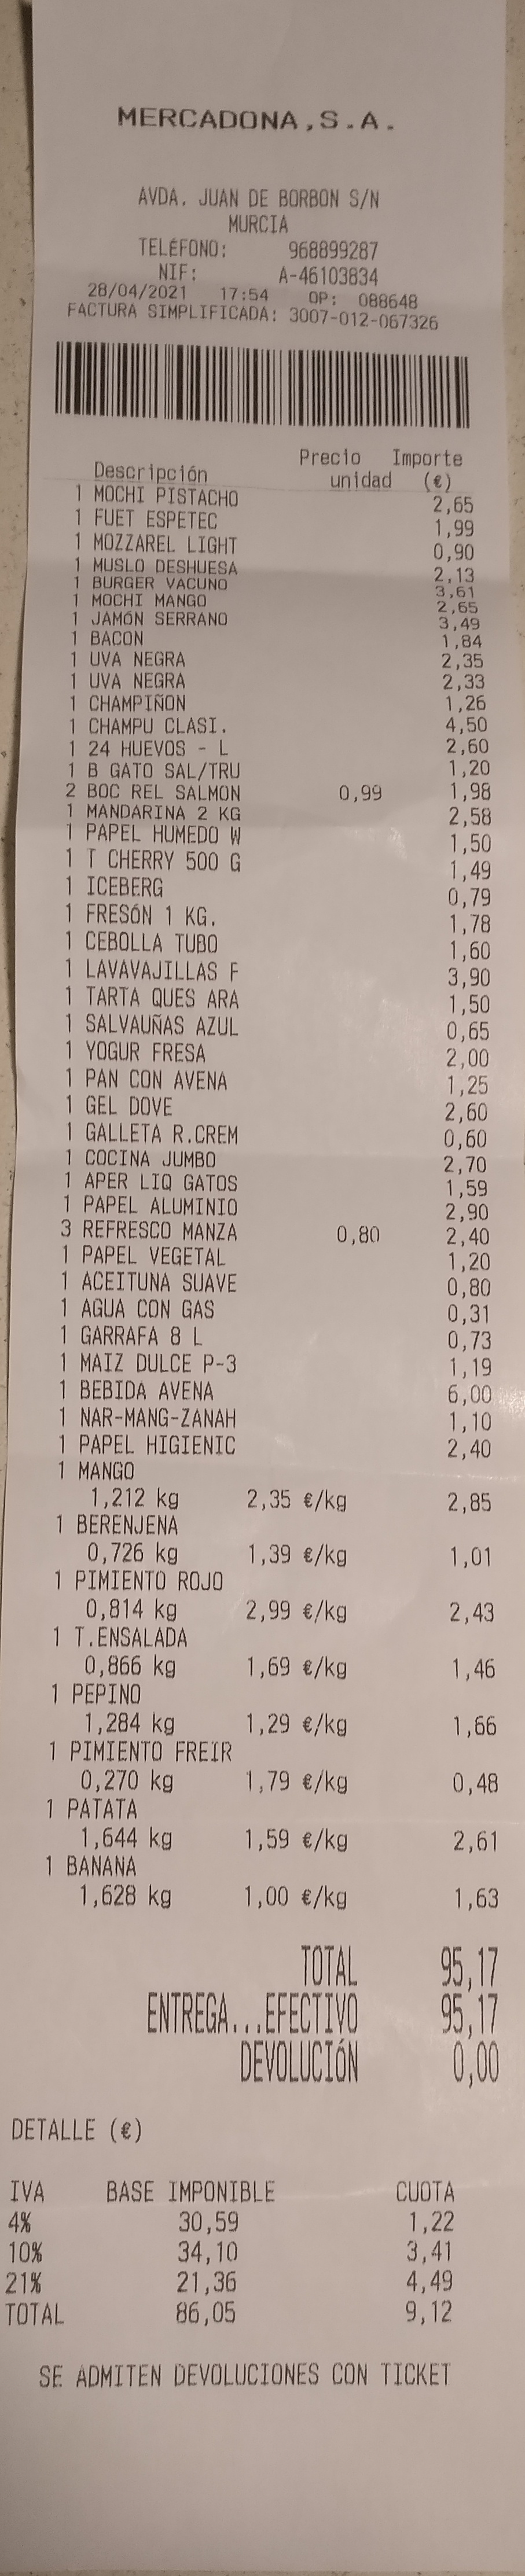 MERCADONA,S.A.
AVDA. JUAN DE BORBON S/N
MURCIA
TELÉFONO: 968899287
NIF: A-46103834
28/04/2021 17:54 OP: 088648
FACTURA SIMPLIFICADA: 3007-012-067326
Descripción Precio unidad Importe (€)
1 MOCHI PISTACHO 2,65
1 FUET ESPETEC 1,99
1 MOZZAREL LIGHT 0,90
1 MUSLO DESHUESA 2,13
1 BURGER VACUNO 3,61
1 MOCHI MANGO 2,65
1 JAMÓN SERRANO 3,49
1 BACON 1,84
1 UVA NEGRA 2,35
1 UVA NEGRA 2,33
1 CHAMPIÑON 1,26
1 CHAMPU CLASI. 4,50
1 24 HUEVOS - L 2,60
1 B GATO SAL/TRU 1,20
2 BOC REL SALMON 0,99 1,98
1 MANDARINA 2 KG 2,58
1 PAPEL HUMEDO W 1,50
1 T CHERRY 500 G 1,49
1 ICEBERG 0,79
1 FRESÓN 1 KG. 1,78
1 CEBOLLA TUBO 1,60
1 LAVAVAJILLAS F 3,90
1 TARTA QUES ARA 1,50
1 SALVAUÑAS AZUL 0,65
1 YOGUR FRESA 2,00
1 PAN CON AVENA 1,25
1 GEL DOVE 2,60
1 GALLETA R.CREM 0,60
1 COCINA JUMBO 2,70
1 APER LIQ GATOS 1,59
1 PAPEL ALUMINIO 2,90
3 REFRESCO MANZA 0,80 2,40
1 PAPEL VEGETAL 1,20
1 ACEITUNA SUAVE 0,80
1 AGUA CON GAS 0,31
1 GARRAFA 8 L 0,73
1 MAIZ DULCE P-3 1,19
1 BEBIDA AVENA 6,00
1 NAR-MANG-ZANAH 1,10
1 PAPEL HIGIENIC 2,40
1 MANGO
1,212 kg 2,35 €/kg 2,85
1 BERENJENA
0,726 kg 1,39 €/kg 1,01
1 PIMIENTO ROJO
0,814 kg 2,99 €/kg 2,43
1 T.ENSALADA
0,866 kg 1,69 €/kg 1,46
1 PEPINO
1,284 kg 1,29 €/kg 1,66
1 PIMIENTO FREIR
0,270 kg 1,79 €/kg 0,48
1 PATATA
1,644 kg 1,59 €/kg 2,61
1 BANANA
1,628 kg 1,00 €/kg 1,63
TOTAL 95,17
ENTREGA...EFECTIVO 95,17
DEVOLUCIÓN 0,00
DETALLE (€)
IVA BASE IMPONIBLE CUOTA
4% 30,59 1,22
10% 34,10 3,41
21% 21,36 4,49
TOTAL 86,05 9,12
SE ADMITEN DEVOLUCIONES CON TICKET